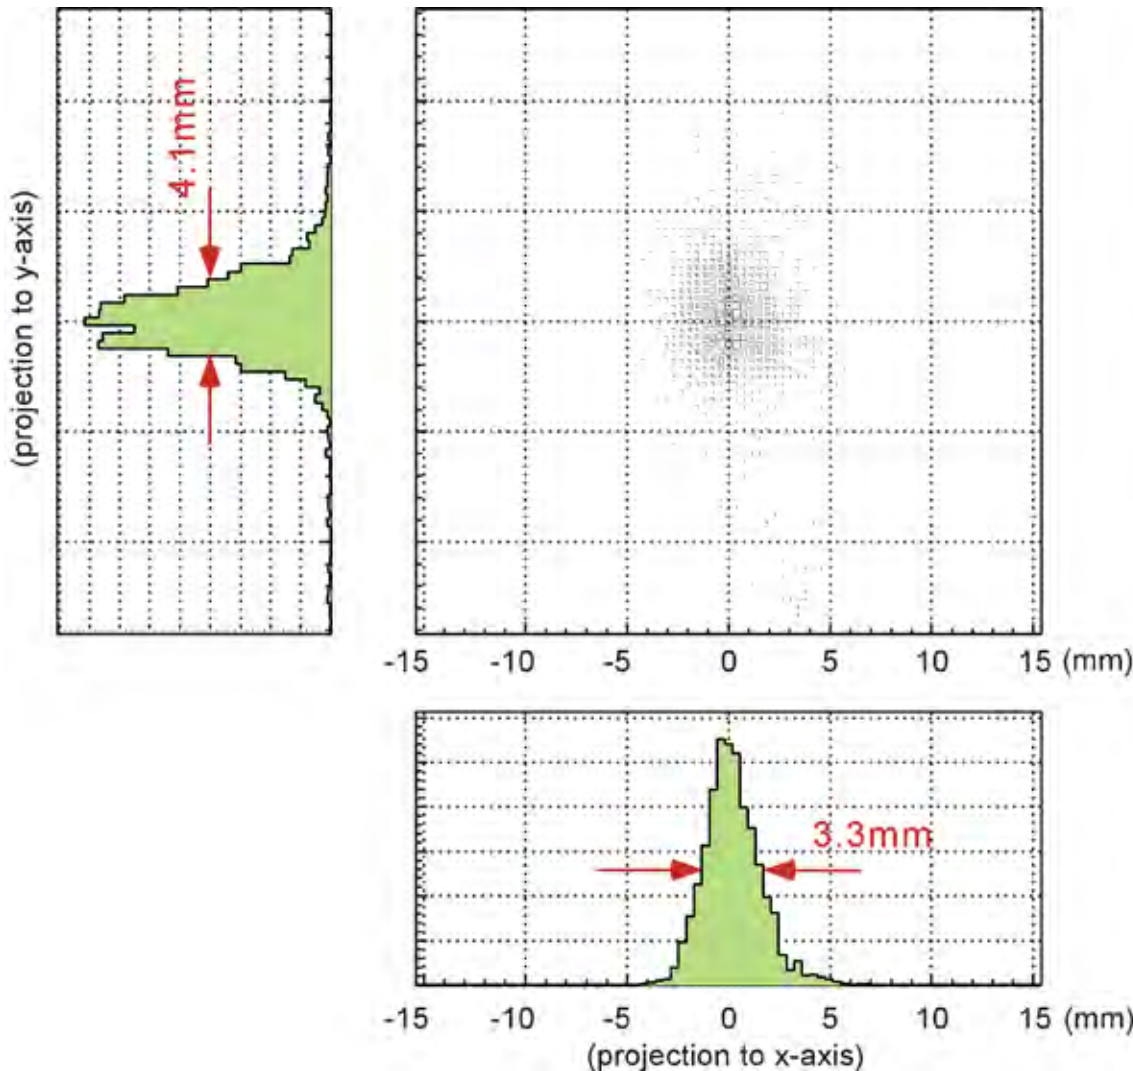 4.1mm
(projection to y-axis)
-15 -10 -5 0 5 10 15 (mm)
3.3mm
-15 -10 -5 0 5 10 15 (mm)
(projection to x-axis)